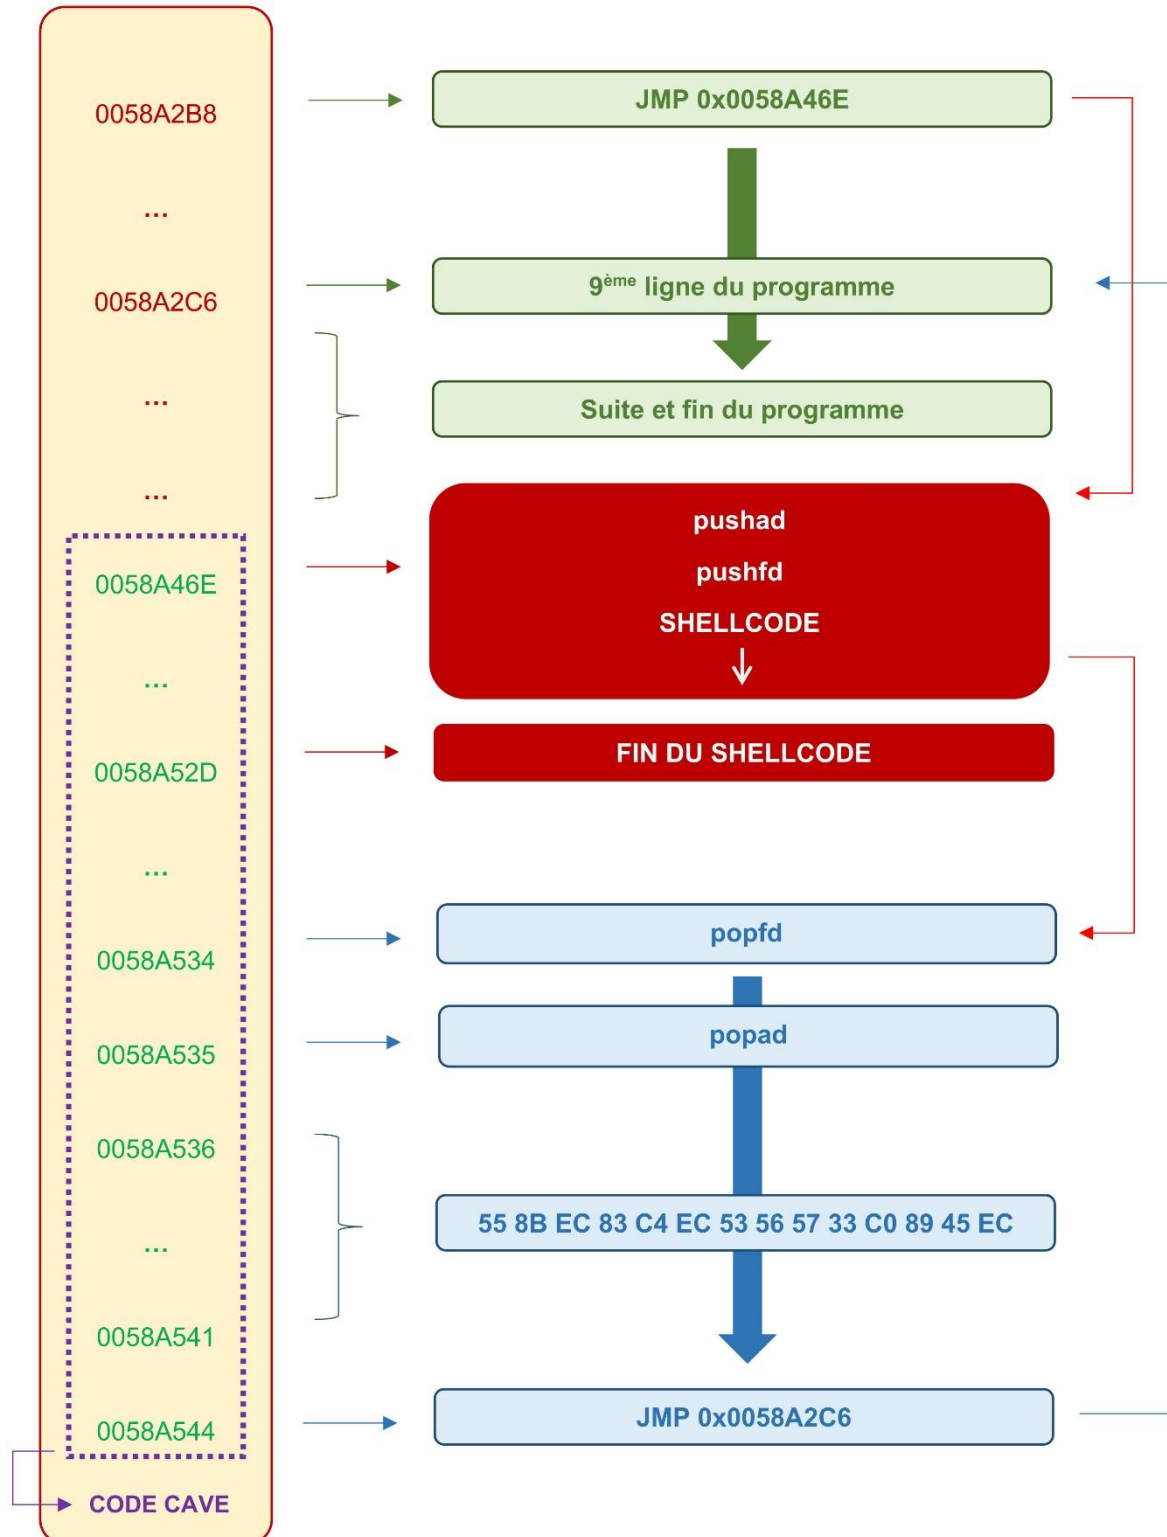 0058A2B8
JMP 0x0058A46E
...
0058A2C6
9ème ligne du programme
...
Suite et fin du programme
...
pushad
pushfd
0058A46E
SHELLCODE
...
0058A52D
FIN DU SHELLCODE
...
0058A534
popfd
0058A535
popad
0058A536
55 8B EC 83 C4 EC 53 56 57 33 C0 89 45 EC
...
0058A541
0058A544
JMP 0x0058A2C6
CODE CAVE